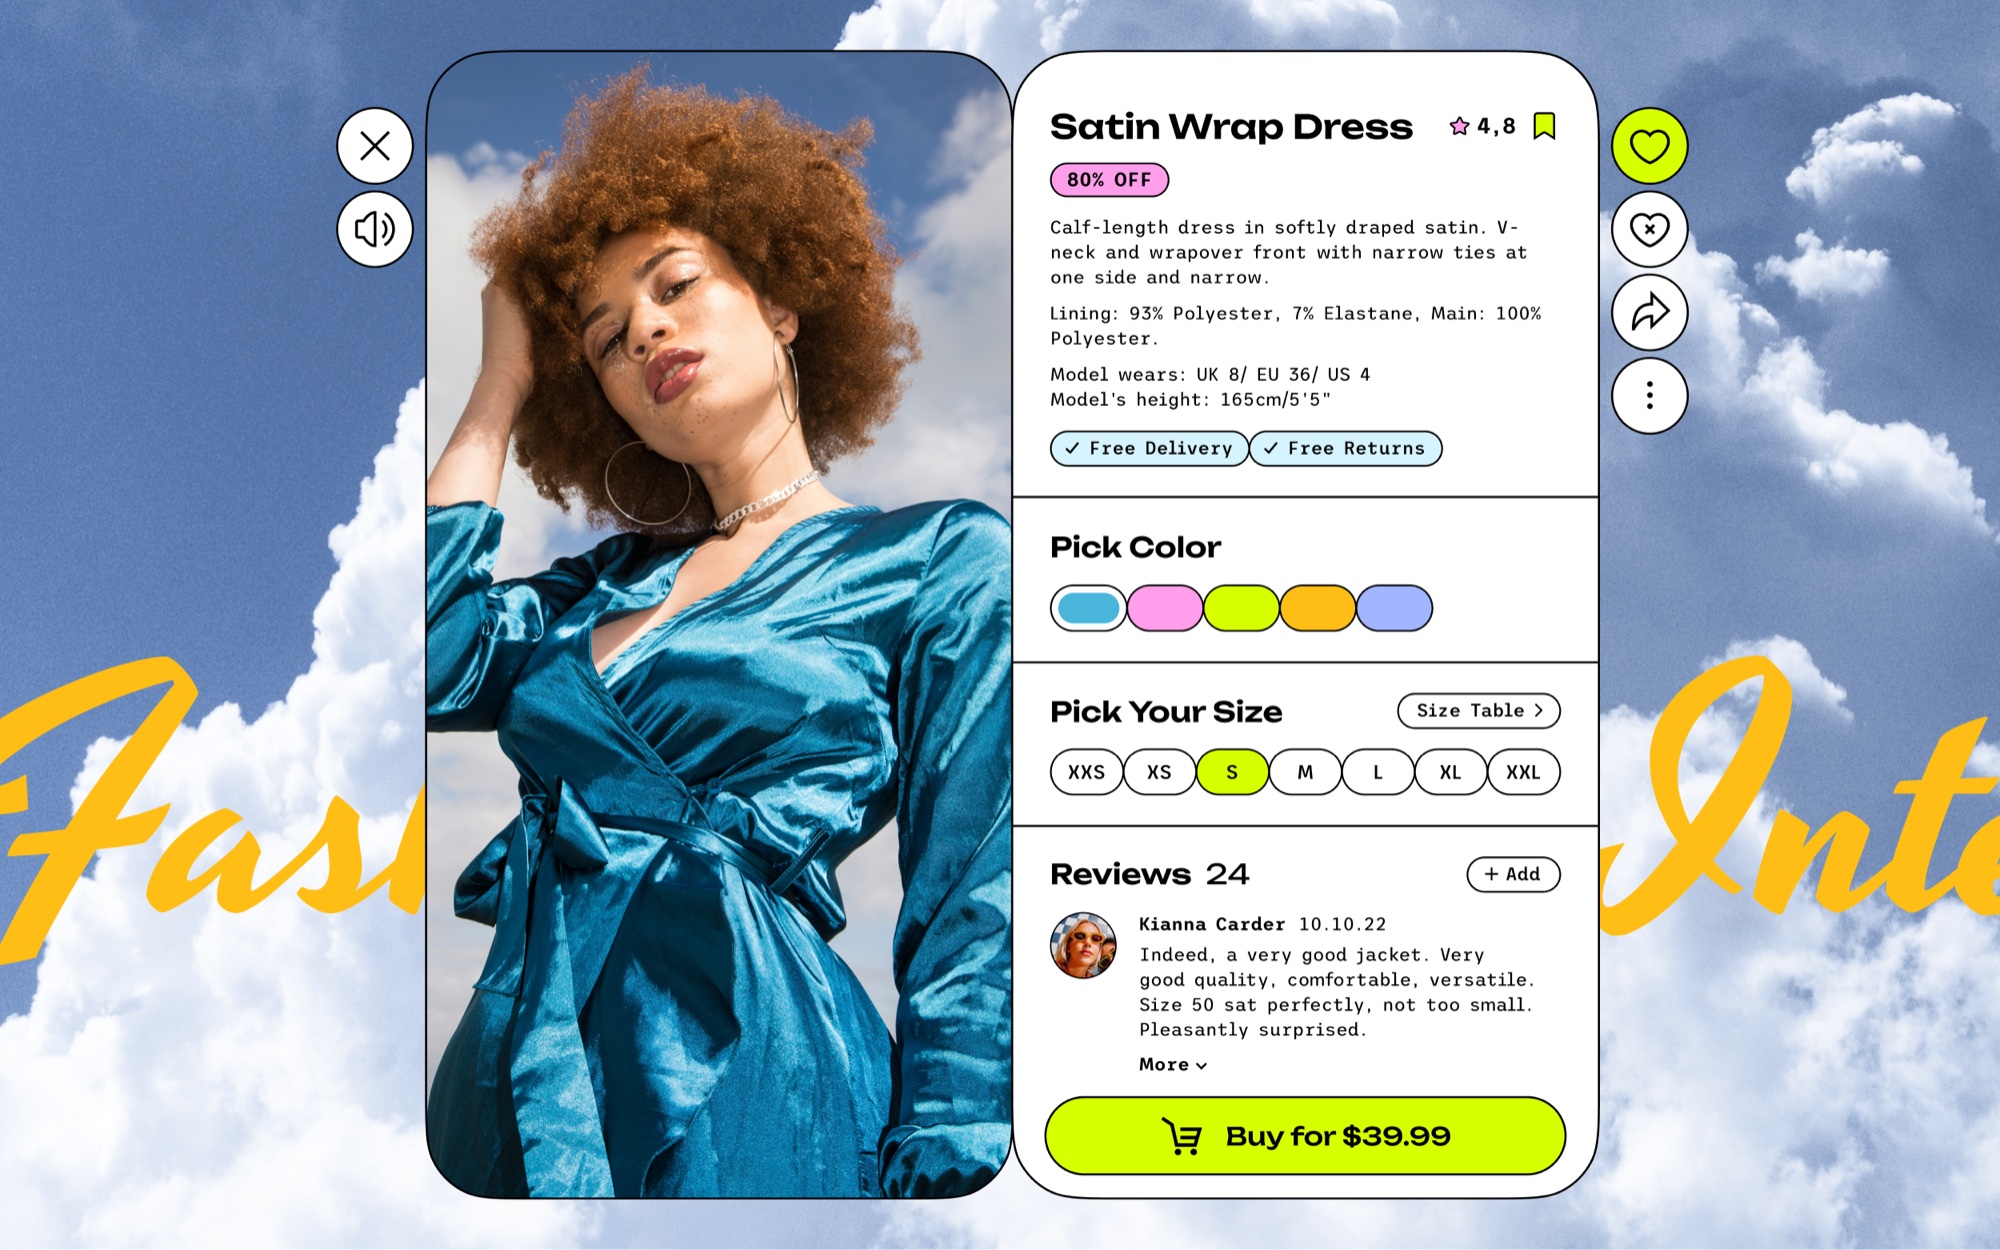 Satin Wrap Dress
4,8
80% OFF
Calf-length dress in softly draped satin. V-
neck and wrapover front with narrow ties at
one side and narrow.
Lining: 93% Polyester, 7% Elastane, Main: 100%
Polyester.
Model wears: UK 8/ EU 36/ US 4
Model's height: 165cm/5'5"
Free Delivery
Free Returns
Pick Color
Pick Your Size
Size Table >
XXS XS S M L XL XXL
Fash
Inte
Reviews 24
+ Add
Kianna Carder 10.10.22
Indeed, a very good jacket. Very
good quality, comfortable, versatile.
Size 50 sat perfectly, not too small.
Pleasantly surprised.
More
Buy for $39.99